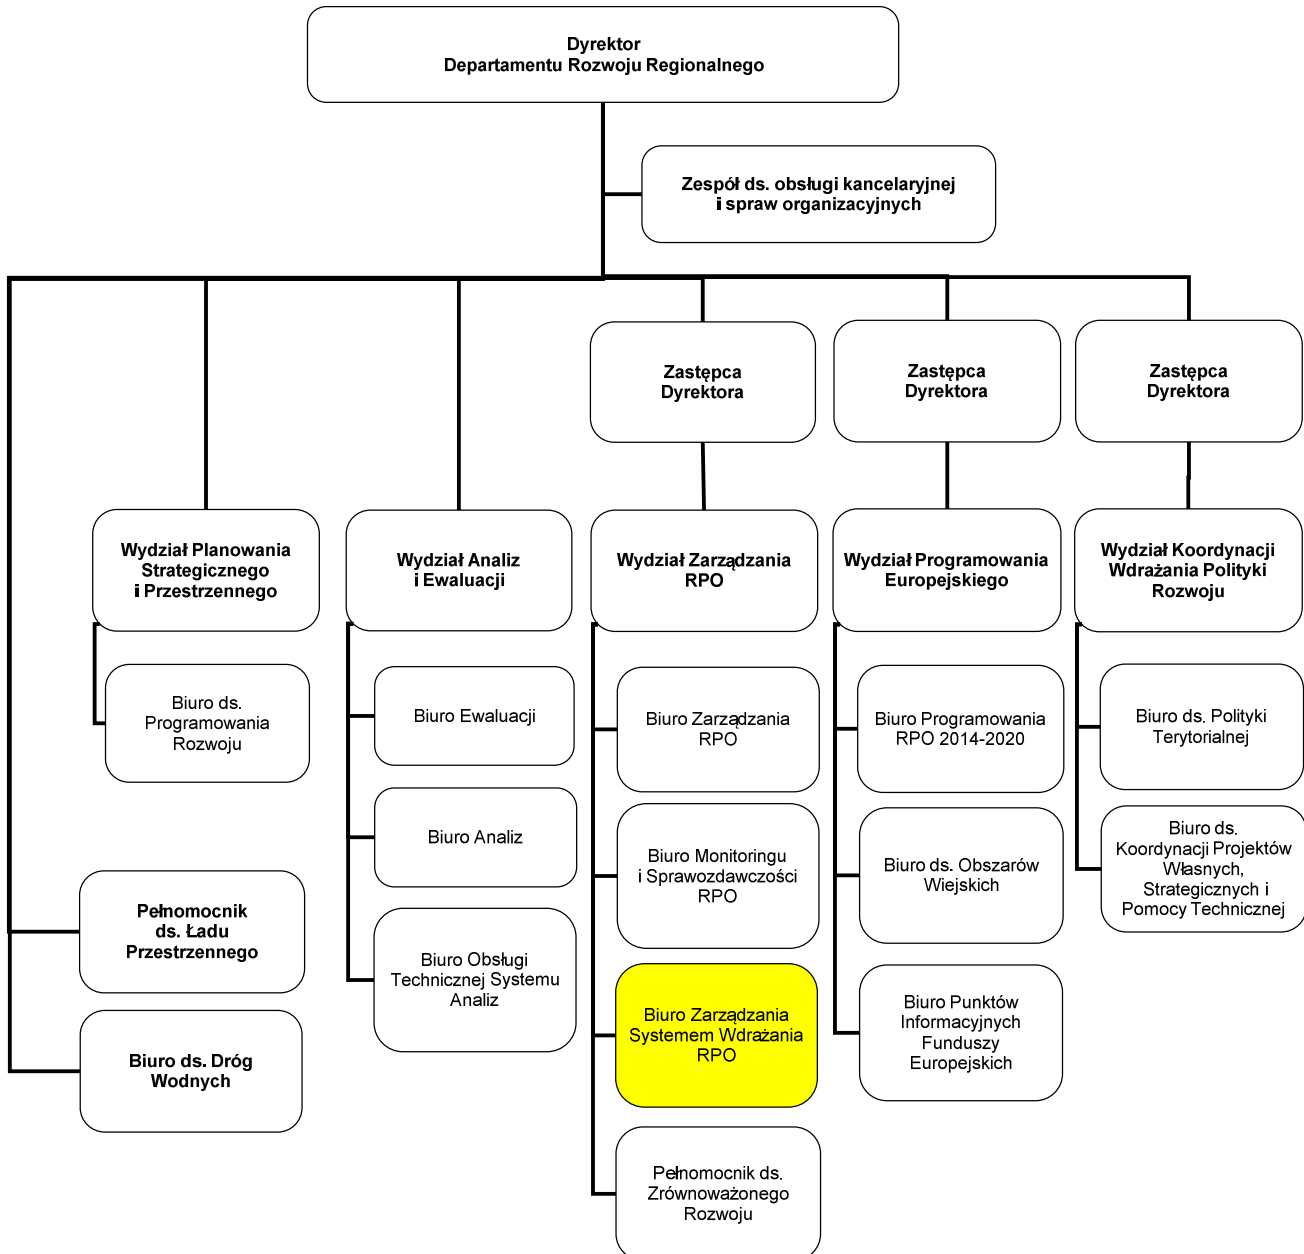 Dyrektor
Departamentu Rozwoju Regionalnego
Zespół ds. obsługi kancelaryjnej
i spraw organizacyjnych
Zastępca
Dyrektora
Zastępca
Dyrektora
Zastępca
Dyrektora
Wydział Planowania
Strategicznego
i Przestrzennego
Wydział Analiz
i Ewaluacji
Wydział Zarządzania
RPO
Wydział Programowania
Europejskiego
Wydział Koordynacji
Wdrażania Polityki
Rozwoju
Biuro ds.
Programowania
Rozwoju
Biuro Ewaluacji
Biuro Zarządzania
RPO
Biuro Programowania
RPO 2014-2020
Biuro ds. Polityki
Terytorialnej
Biuro Analiz
Biuro Monitoringu
i Sprawozdawczości
RPO
Biuro ds. Obszarów
Wiejskich
Biuro ds.
Koordynacji Projektów
Własnych,
Strategicznych i
Pomocy Technicznej
Pełnomocnik
ds. Ładu
Przestrzennego
Biuro Obsługi
Technicznej Systemu
Analiz
Biuro Zarządzania
Systemem Wdrażania
RPO
Biuro Punktów
Informacyjnych
Funduszy
Europejskich
Biuro ds. Dróg
Wodnych
Pełnomocnik ds.
Zrównoważonego
Rozwoju